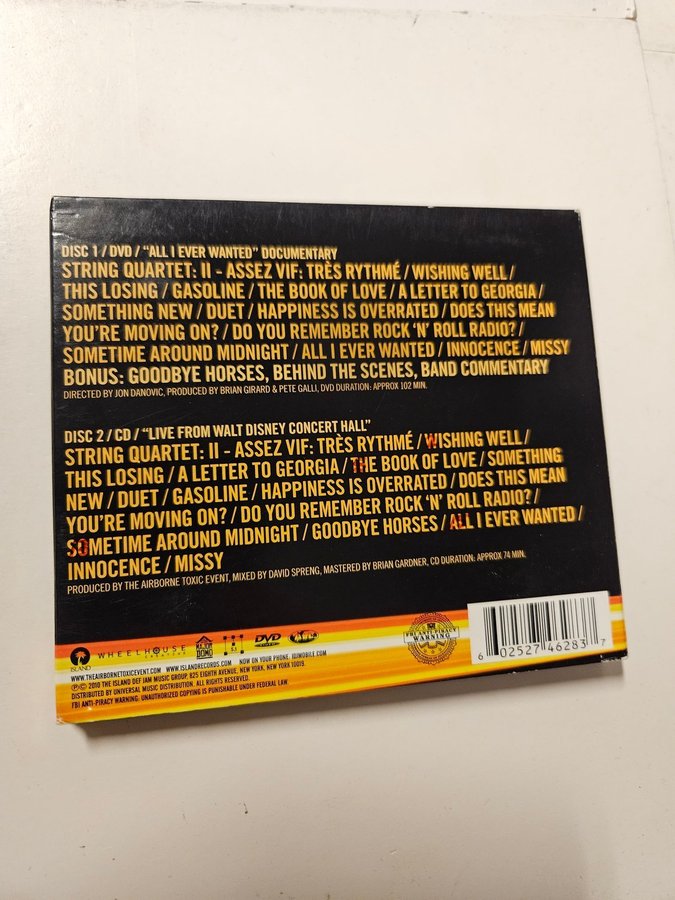 DISC 1 / DVD / “ALL I EVER WANTED” DOCUMENTARY
STRING QUARTET: II - ASSEZ VIF: TRÈS RYTHMÉ / WISHING WELL /
THIS LOSING / GASOLINE / THE BOOK OF LOVE / A LETTER TO GEORGIA /
SOMETHING NEW / DUET / HAPPINESS IS OVERRATED / DOES THIS MEAN
YOU'RE MOVING ON? / DO YOU REMEMBER ROCK ‘N’ ROLL RADIO? /
SOMETIME AROUND MIDNIGHT / ALL I EVER WANTED / INNOCENCE / MISSY
BONUS: GOODBYE HORSES, BEHIND THE SCENES, BAND COMMENTARY
DIRECTED BY JON DANOVIC, PRODUCED BY BRIAN GIRARD & PETE GALLI, DVD DURATION: APPROX 102 MIN.
DISC 2 / CD / “LIVE FROM WALT DISNEY CONCERT HALL”
STRING QUARTET: II - ASSEZ VIF: TRÈS RYTHMÉ / WISHING WELL /
THIS LOSING / A LETTER TO GEORGIA / THE BOOK OF LOVE / SOMETHING
NEW / DUET / GASOLINE / HAPPINESS IS OVERRATED / DOES THIS MEAN
YOU'RE MOVING ON? / DO YOU REMEMBER ROCK ‘N’ ROLL RADIO? /
SOMETIME AROUND MIDNIGHT / GOODBYE HORSES / ALL I EVER WANTED /
INNOCENCE / MISSY
PRODUCED BY THE AIRBORNE TOXIC EVENT, MIXED BY DAVID SPRENG, MASTERED BY BRIAN GARDNER, CD DURATION: APPROX 74 MIN.
ISLAND
WHEELHOUSE
CREATIVE
MAJOR
DOMO
5.1
DVD
VIDEO
FBI ANTI-PIRACY
WARNING
6 02527 46283 7
WWW.THEAIRBORNETOXICEVENT.COM WWW.ISLANDRECORDS.COM NOW ON YOUR PHONE IDJMOBILE.COM
℗© 2010 THE ISLAND DEF JAM MUSIC GROUP, 825 EIGHTH AVENUE, NEW YORK, NEW YORK 10019.
DISTRIBUTED BY UNIVERSAL MUSIC DISTRIBUTION. ALL RIGHTS RESERVED.
FBI ANTI-PIRACY WARNING: UNAUTHORIZED COPYING IS PUNISHABLE UNDER FEDERAL LAW.